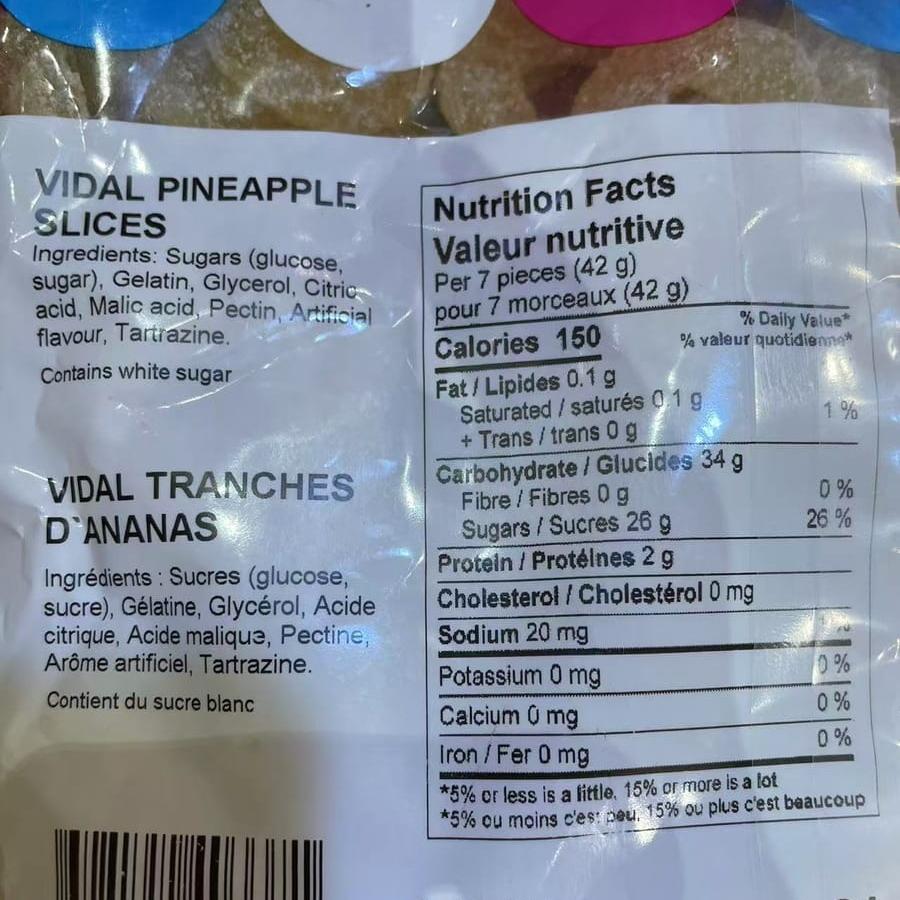 VIDAL PINEAPPLE
SLICES
Ingredients: Sugars (glucose,
sugar), Gelatin, Glycerol, Citric
acid, Malic acid, Pectin, Artificial
flavour, Tartrazine.
Contains white sugar
VIDAL TRANCHES
D`ANANAS
Ingrédients : Sucres (glucose,
sucre), Gélatine, Glycérol, Acide
citrique, Acide malique, Pectine,
Arôme artificiel, Tartrazine.
Contient du sucre blanc
Nutrition Facts
Valeur nutritive
Per 7 pieces (42 g)
pour 7 morceaux (42 g)
% Daily Value*
Calories 150 % valeur quotidienne*
Fat / Lipides 0.1 g
Saturated / saturés 0.1 g 1 %
+ Trans / trans 0 g
Carbohydrate / Glucides 34 g
Fibre / Fibres 0 g 0 %
Sugars / Sucres 26 g 26 %
Protein / Protéines 2 g
Cholesterol / Cholestérol 0 mg
Sodium 20 mg
Potassium 0 mg 0 %
Calcium 0 mg 0 %
Iron / Fer 0 mg 0 %
*5% or less is a little, 15% or more is a lot
*5% ou moins c'est peu, 15% ou plus c'est beaucoup